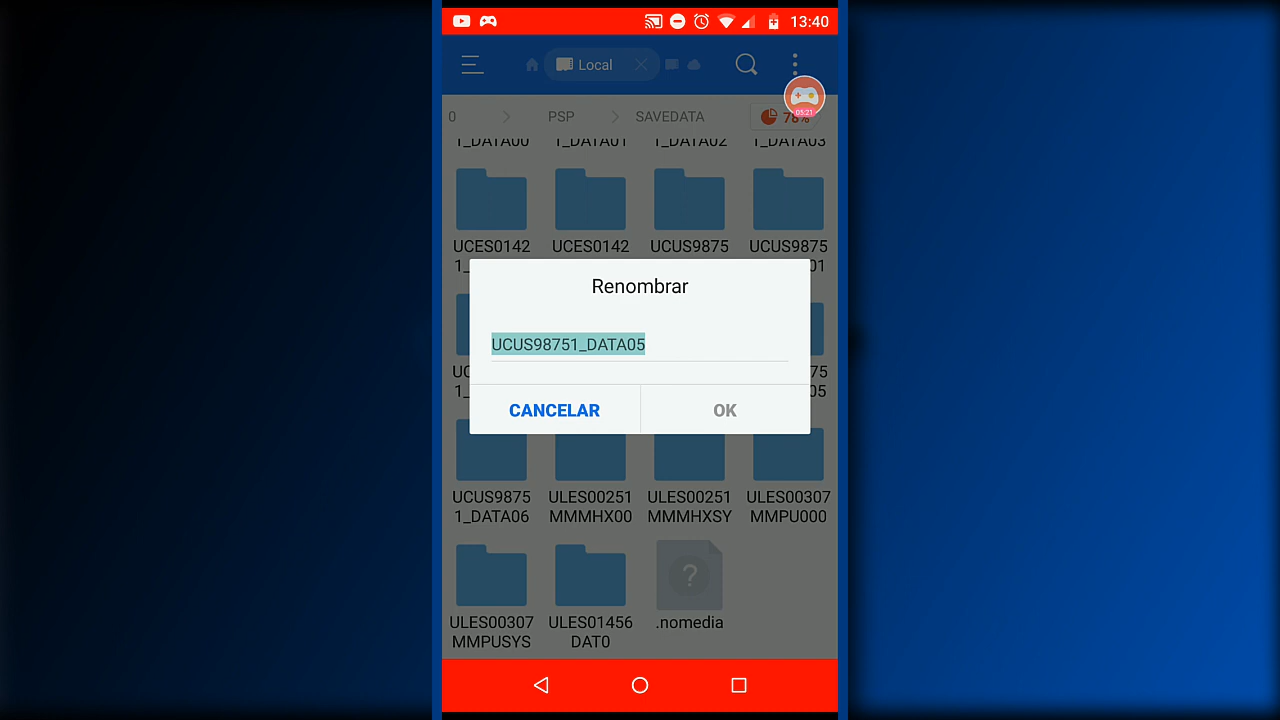 13:40
Local
0 PSP SAVEDATA 78%
05:21
1_DATA00 1_DATA01 1_DATA02 1_DATA03
UCES0142 UCES0142 UCUS9875 UCUS9875
1_ 01
Renombrar
UCUS98751_DATA05
UC 75
1_ 05
CANCELAR OK
UCUS9875 ULES00251 ULES00251 ULES00307
1_DATA06 MMMHX00 MMMHXSY MMPU000
ULES00307 ULES01456 .nomedia
MMPUSYS DAT0